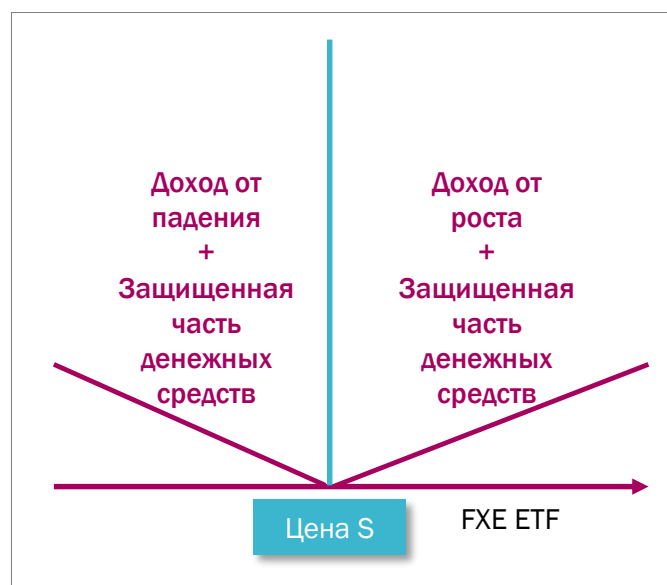 Доход от
падения
+
Защищенная
часть
денежных
средств
Доход от
роста
+
Защищенная
часть
денежных
средств
Цена S
FXE ETF